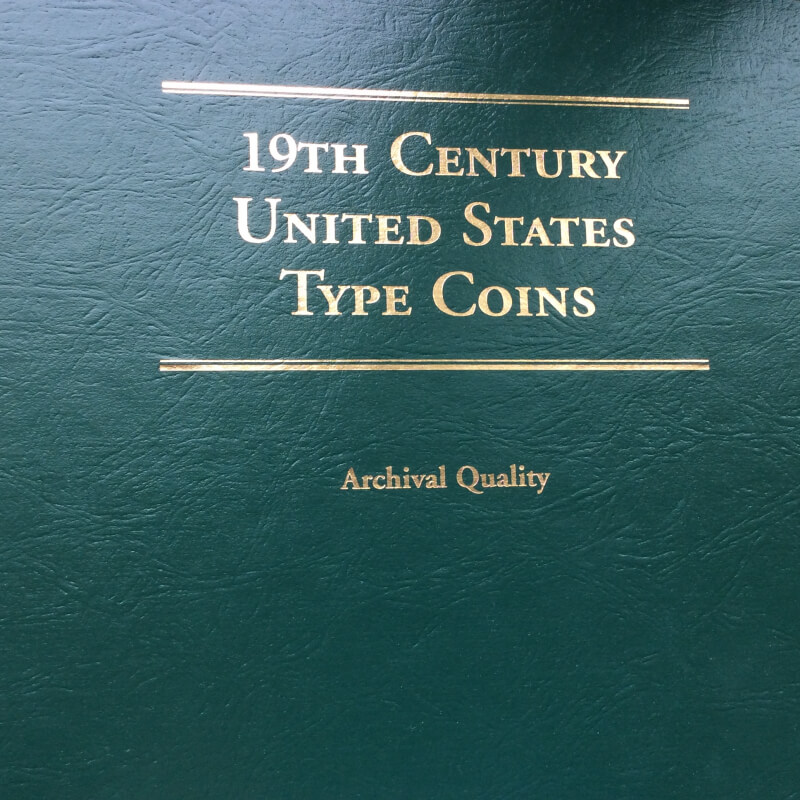 19TH CENTURY
UNITED STATES
TYPE COINS
Archival Quality